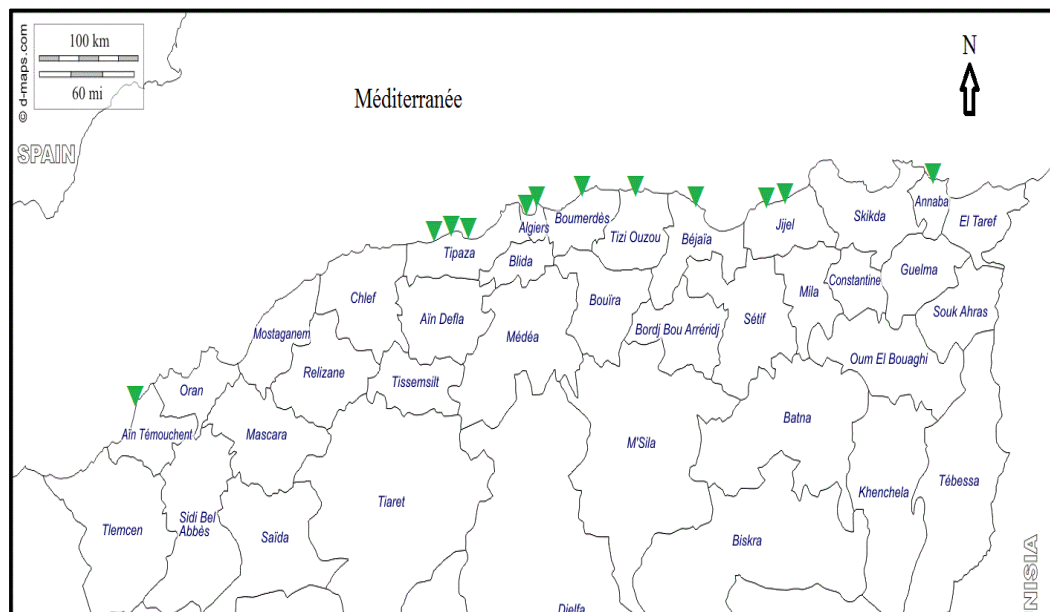 © d-maps.com
100 km
60 mi
SPAIN
Méditerranée
N
Annaba
Skikda
El Taref
Jijel
Boumerdès
Algiers
Tizi Ouzou
Béjaïa
Tipaza
Blida
Guelma
Constantine
Mila
Souk Ahras
Chlef
Aïn Defla
Bouïra
Médéa
Bordj Bou Arréridj
Sétif
Mostaganem
Oum El Bouaghi
Relizane
Tissemsilt
Oran
Batna
Aïn Témouchent
Mascara
M'Sila
Tébessa
Khenchela
Tiaret
Sidi Bel
Abbès
Tlemcen
Saïda
Biskra
NISIA
Djelfa